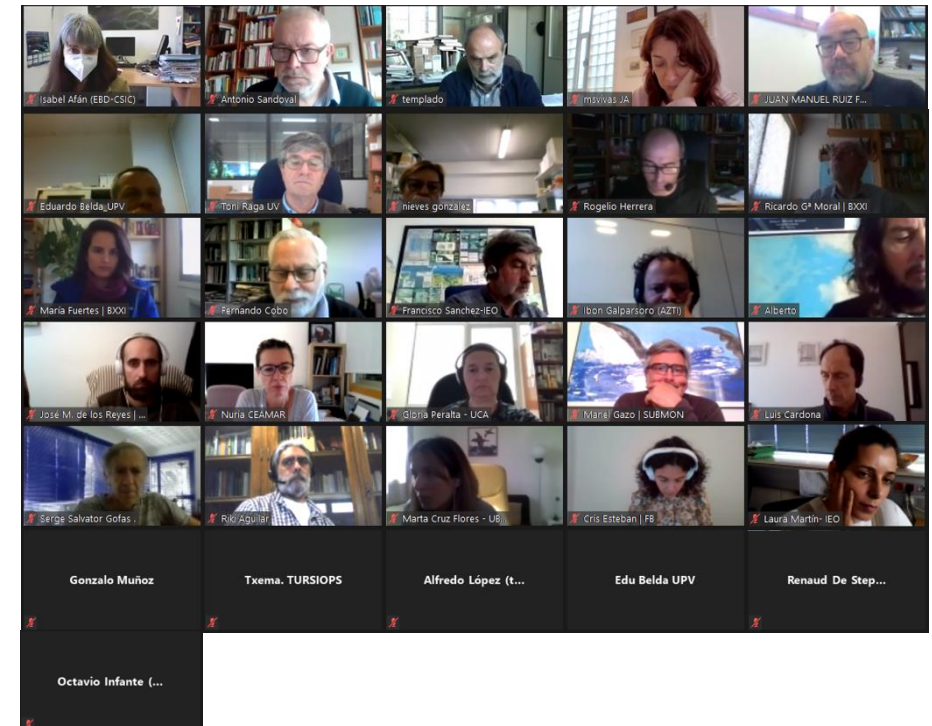 Isabel Afán (EBD-CSIC)
Antonio Sandoval
templado
msvivas JA
JUAN MANUEL RUIZ F...
Eduardo Belda_UPV
Toni Raga UV
nieves gonzalez
Rogelio Herrera
Ricardo Gª Moral | BXXI
María Fuertes | BXXI
Fernando Cobo
Francisco Sanchez-IEO
Ibon Galparsoro (AZTI)
Alberto
José M. de los Reyes | ...
Nuria CEAMAR
Gloria Peralta - UCA
Manel Gazo | SUBMON
Luis Cardona
Serge Salvator Gofas .
Riki Aguilar
Marta Cruz Flores - UB
Cris Esteban | FB
Laura Martín- IEO
Gonzalo Muñoz
Txema. TURSIOPS
Alfredo López (t...
Edu Belda UPV
Renaud De Step...
Octavio Infante (...